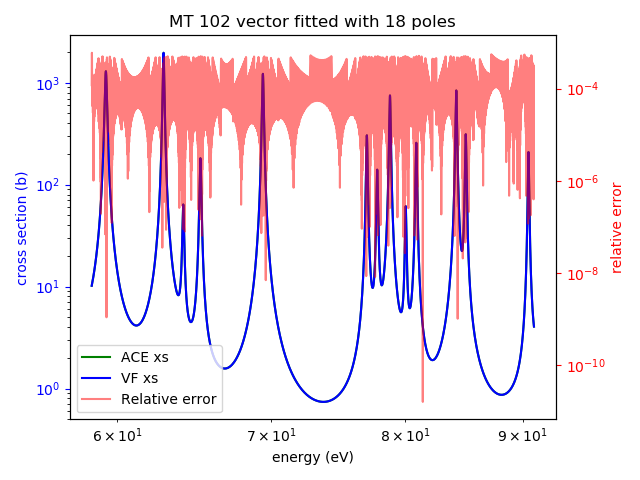 MT 102 vector fitted with 18 poles
10³
10²
10¹
10⁰
cross section (b)
10⁻⁴
10⁻⁶
10⁻⁸
10⁻¹⁰
relative error
ACE xs
VF xs
Relative error
6 × 10¹ 7 × 10¹ 8 × 10¹ 9 × 10¹
energy (eV)